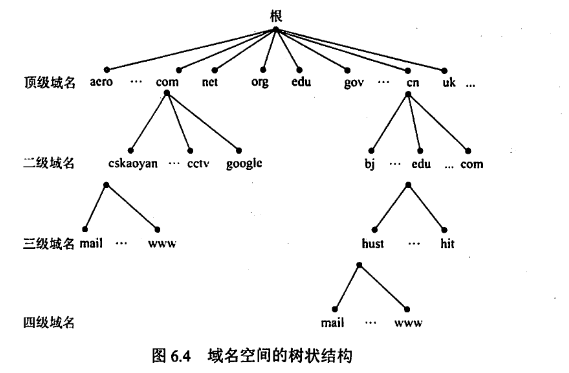 根
顶级域名 aero … com net org edu gov … cn uk ...
二级域名 cskaoyan … cctv google bj … edu ... com
三级域名 mail … www hust … hit
四级域名 mail … www
图 6.4 域名空间的树状结构